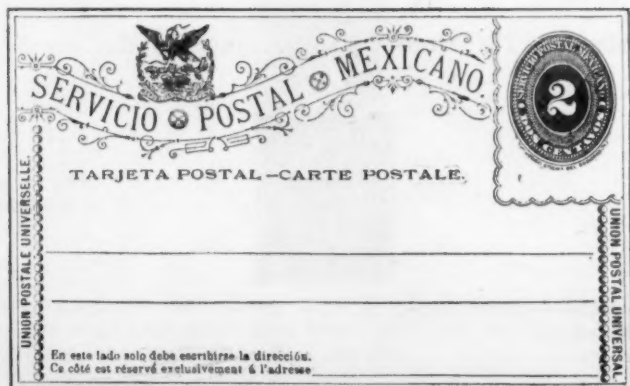 SERVICIO POSTAL MEXICANO.
SERVICIO POSTAL MEXICANO
2
DOS CENTAVOS
TARJETA POSTAL—CARTE POSTALE.
UNION POSTALE UNIVERSELLE.
UNION POSTAL UNIVERSAL.
En este lado solo debe escribirse la dirección.
Ce côté est réservé exclusivement á l'adresse